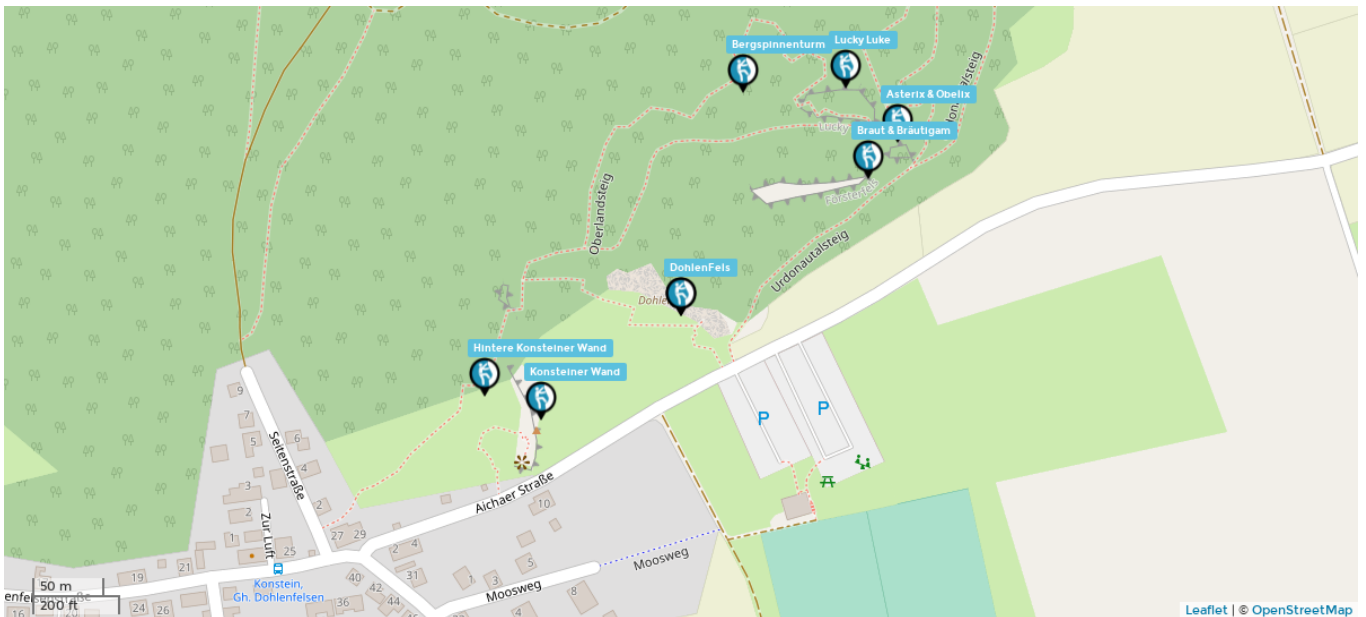 Bergspinnenturm
Lucky Luke
Asterix & Obelix
Lucky
Braut & Bräutigam
Försterfels
Oberlandsteig
Urdonautalsteig
DohlenFels
Hintere Konsteiner Wand
Konsteiner Wand
P
P
9
7
5
6
3
4
2
2
1
Seitenstraße
Zur Luft
25
27
29
2
4
31
Aichaer Straße
10
Moosweg
Moosweg
1
3
5
8
19
21
Konstein,
Gh. Dohlenfelsen
40
42
44
36
16
24
26
50 m
200 ft
Leaflet | © OpenStreetMap